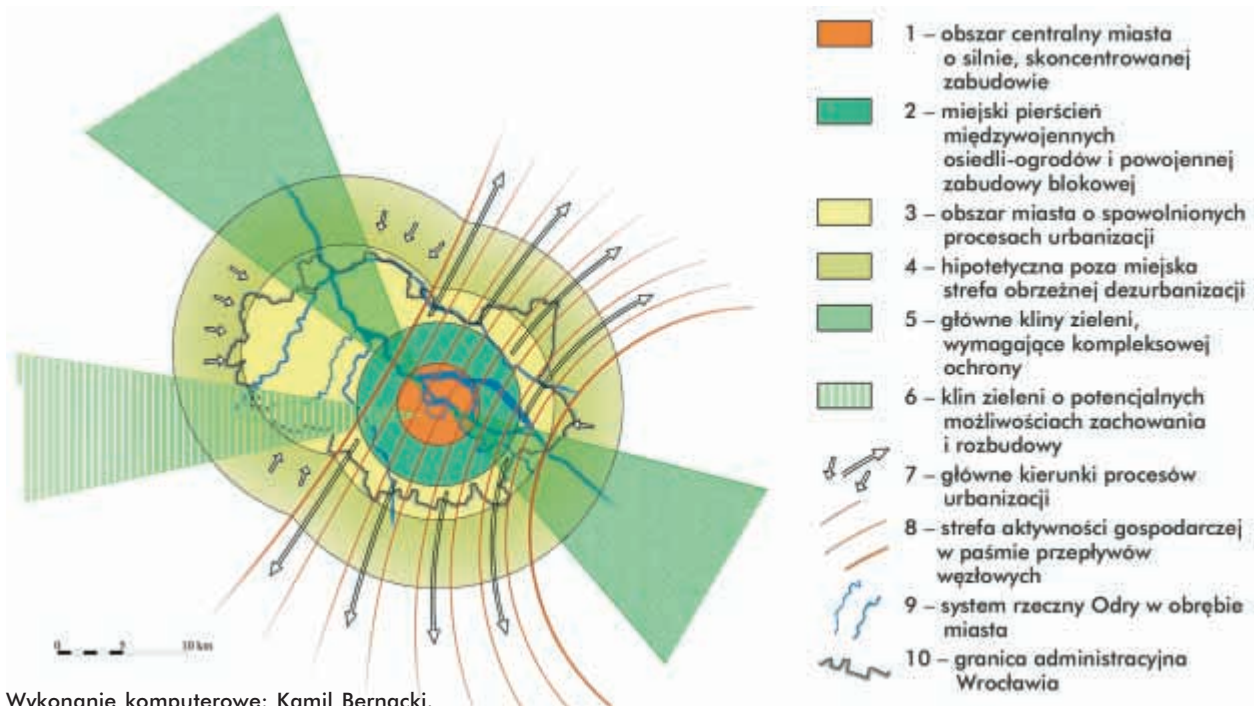 1 – obszar centralny miasta
o silnie, skoncentrowanej
zabudowie
2 – miejski pierścień
międzywojennych
osiedli-ogrodów i powojennej
zabudowy blokowej
3 – obszar miasta o spowolnionych
procesach urbanizacji
4 – hipotetyczna poza miejska
strefa obrzeżnej dezurbanizacji
5 – główne kliny zieleni,
wymagające kompleksowej
ochrony
6 – klin zieleni o potencjalnych
możliwościach zachowania
i rozbudowy
7 – główne kierunki procesów
urbanizacji
8 – strefa aktywności gospodarczej
w paśmie przepływów
węzłowych
9 – system rzeczny Odry w obrębie
miasta
10 – granica administracyjna
Wrocławia
0 10 km
Wykonanie komputerowe: Kamil Bernacki.